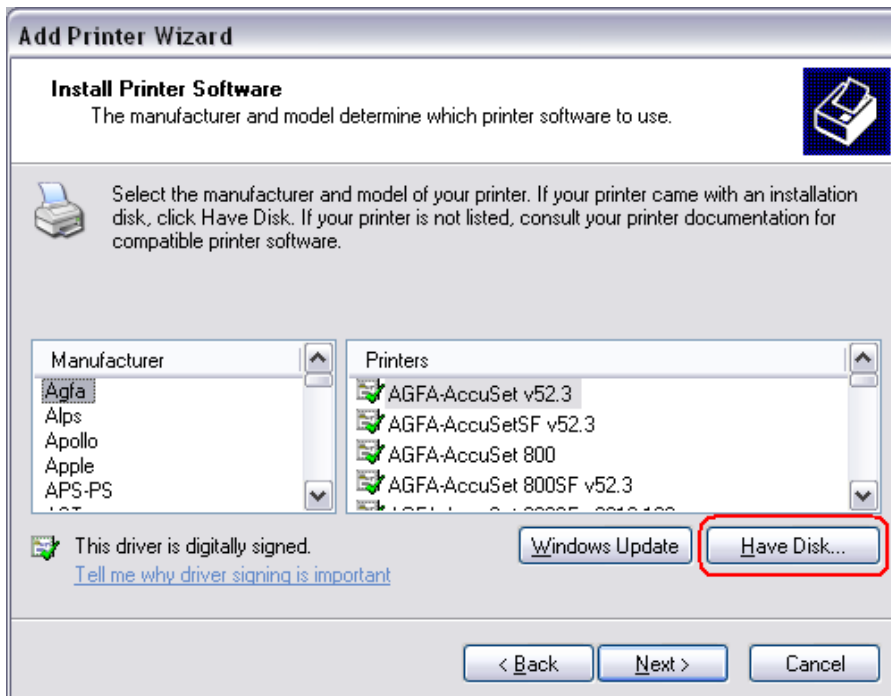 Add Printer Wizard
Install Printer Software
The manufacturer and model determine which printer software to use.
Select the manufacturer and model of your printer. If your printer came with an installation
disk, click Have Disk. If your printer is not listed, consult your printer documentation for
compatible printer software.
Manufacturer
Agfa
Alps
Apollo
Apple
APS-PS
Printers
AGFA-AccuSet v52.3
AGFA-AccuSetSF v52.3
AGFA-AccuSet 800
AGFA-AccuSet 800SF v52.3
This driver is digitally signed.
Tell me why driver signing is important
Windows Update
Have Disk...
< Back
Next >
Cancel